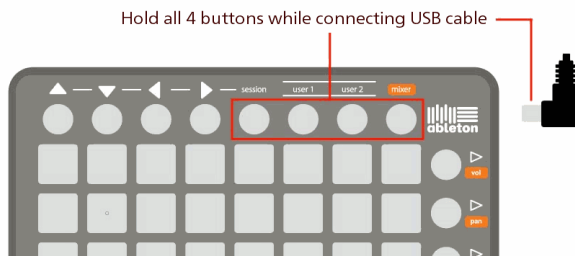 Hold all 4 buttons while connecting USB cable
session user 1 user 2 mixer
ableton
vol
pan